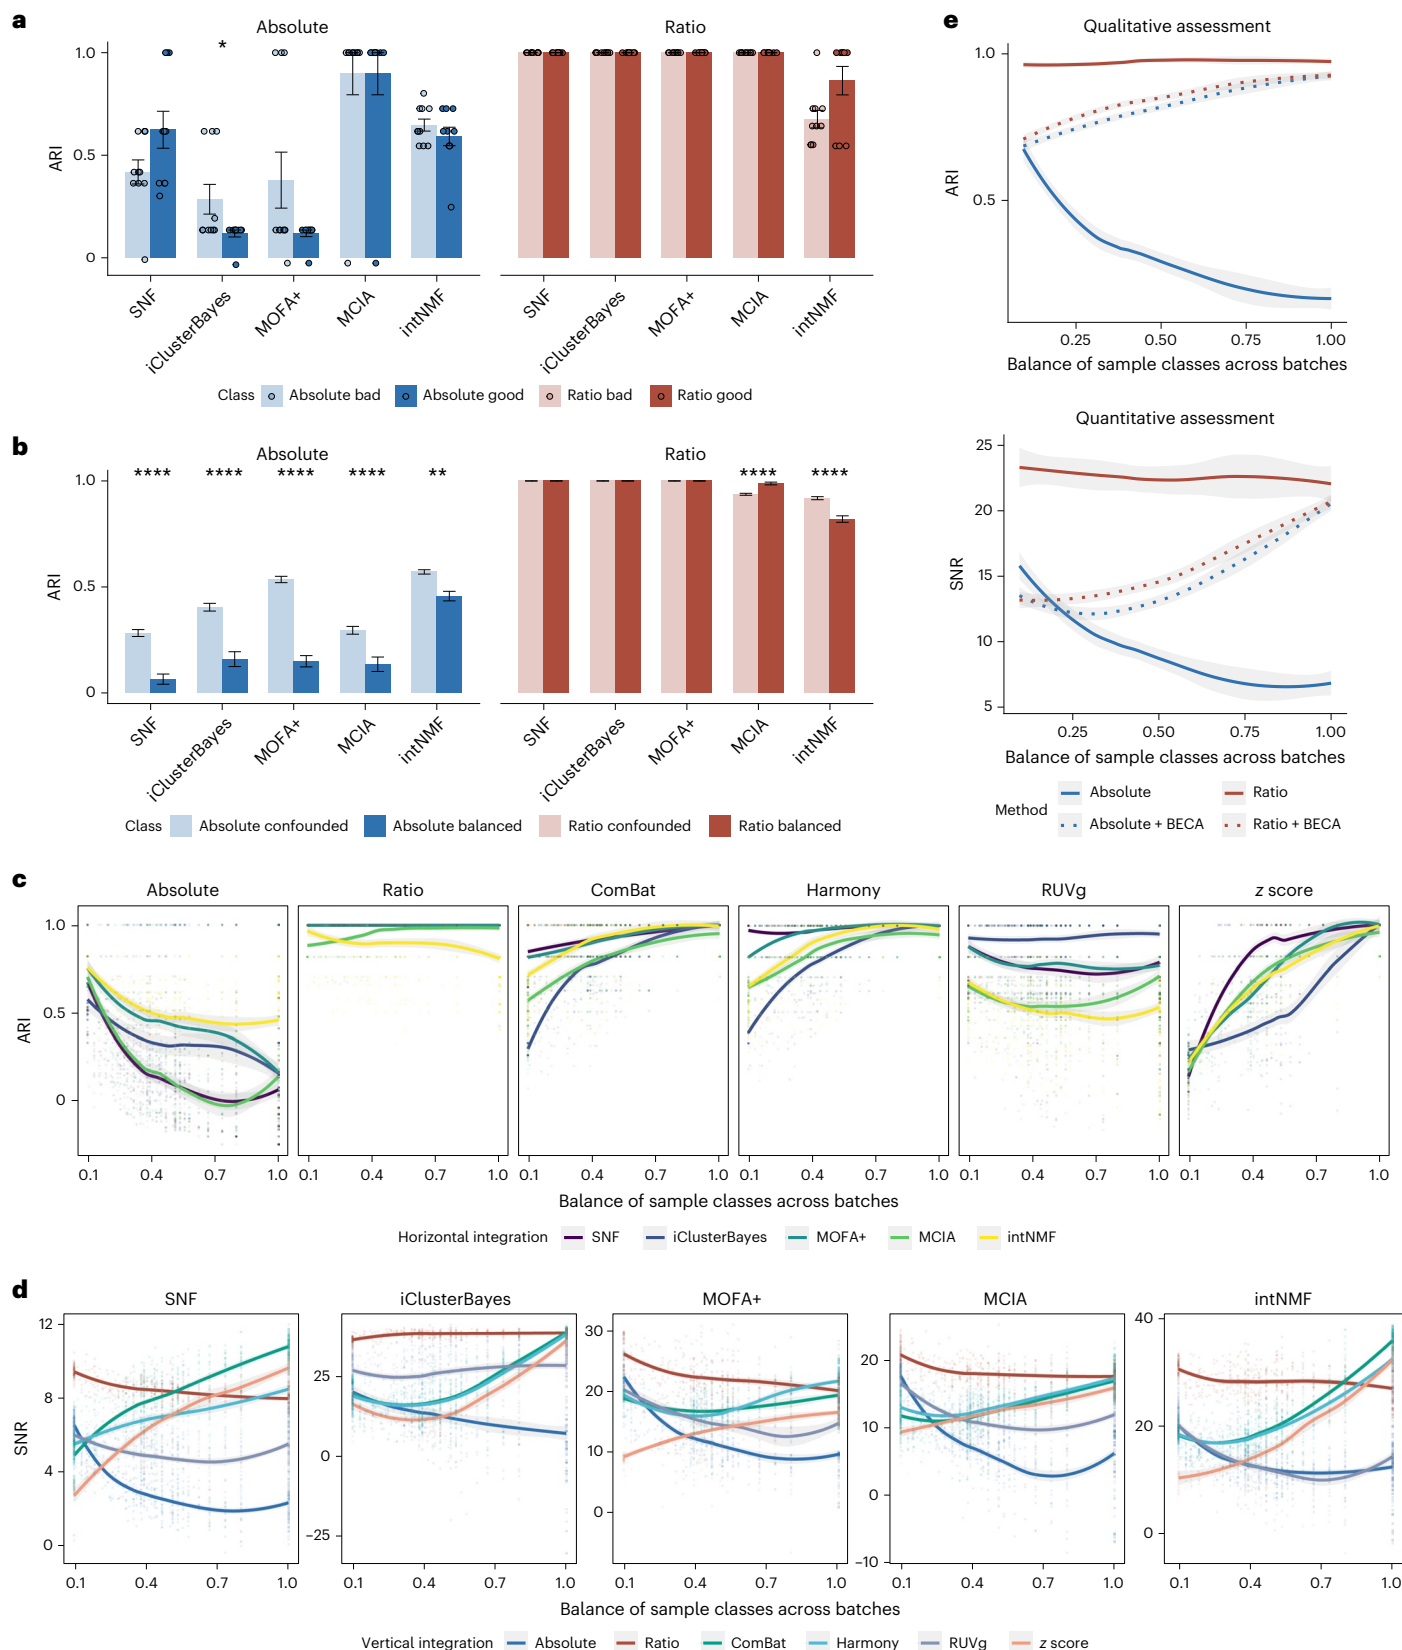 a
Absolute
Ratio
*
1.0
0.5
0
ARI
SNF
iClusterBayes
MOFA+
MCIA
intNMF
SNF
iClusterBayes
MOFA+
MCIA
intNMF
Class Absolute bad Absolute good Ratio bad Ratio good
b
Absolute
Ratio
**** **** **** **** ** **** ****
1.0
0.5
0
ARI
SNF
iClusterBayes
MOFA+
MCIA
intNMF
SNF
iClusterBayes
MOFA+
MCIA
intNMF
Class Absolute confounded Absolute balanced Ratio confounded Ratio balanced
e
Qualitative assessment
1.0
0.5
ARI
0.25 0.50 0.75 1.00
Balance of sample classes across batches
Quantitative assessment
25
20
15
10
5
SNR
0.25 0.50 0.75 1.00
Balance of sample classes across batches
Method
Absolute Ratio
Absolute + BECA Ratio + BECA
c
Absolute Ratio ComBat Harmony RUVg z score
1.0
0.5
0
ARI
0.1 0.4 0.7 1.0 0.1 0.4 0.7 1.0 0.1 0.4 0.7 1.0 0.1 0.4 0.7 1.0 0.1 0.4 0.7 1.0 0.1 0.4 0.7 1.0
Balance of sample classes across batches
Horizontal integration SNF iClusterBayes MOFA+ MCIA intNMF
d
SNF iClusterBayes MOFA+ MCIA intNMF
SNR
12
8
4
0
25
0
−25
30
20
10
0
20
10
0
−10
40
20
0
0.1 0.4 0.7 1.0 0.1 0.4 0.7 1.0 0.1 0.4 0.7 1.0 0.1 0.4 0.7 1.0 0.1 0.4 0.7 1.0
Balance of sample classes across batches
Vertical integration Absolute Ratio ComBat Harmony RUVg z score